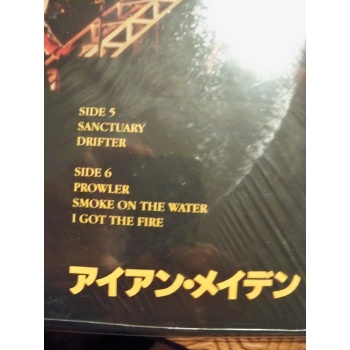 SIDE 5
SANCTUARY
DRIFTER
SIDE 6
PROWLER
SMOKE ON THE WATER
I GOT THE FIRE
アイアン・メイデン